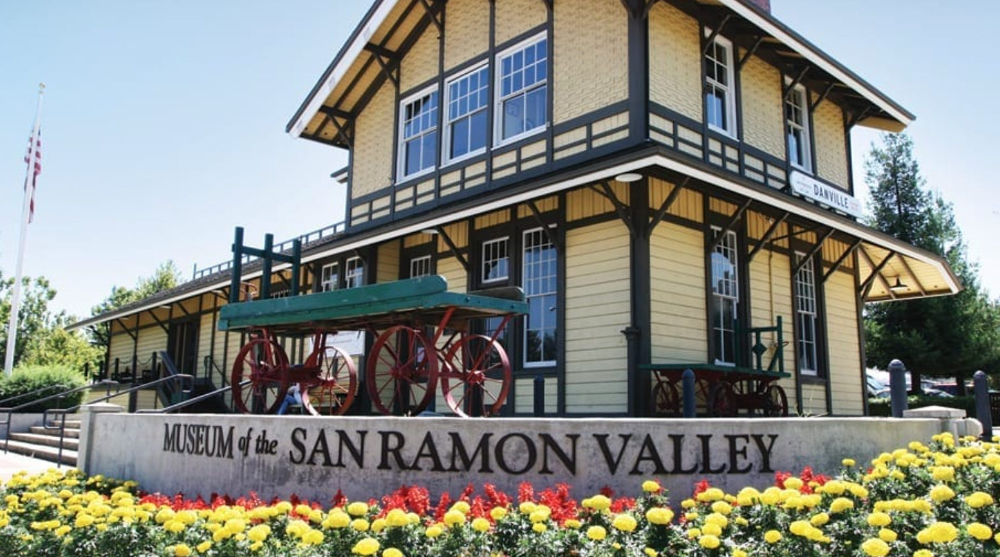 DANVILLE
MUSEUM of the SAN RAMON VALLEY